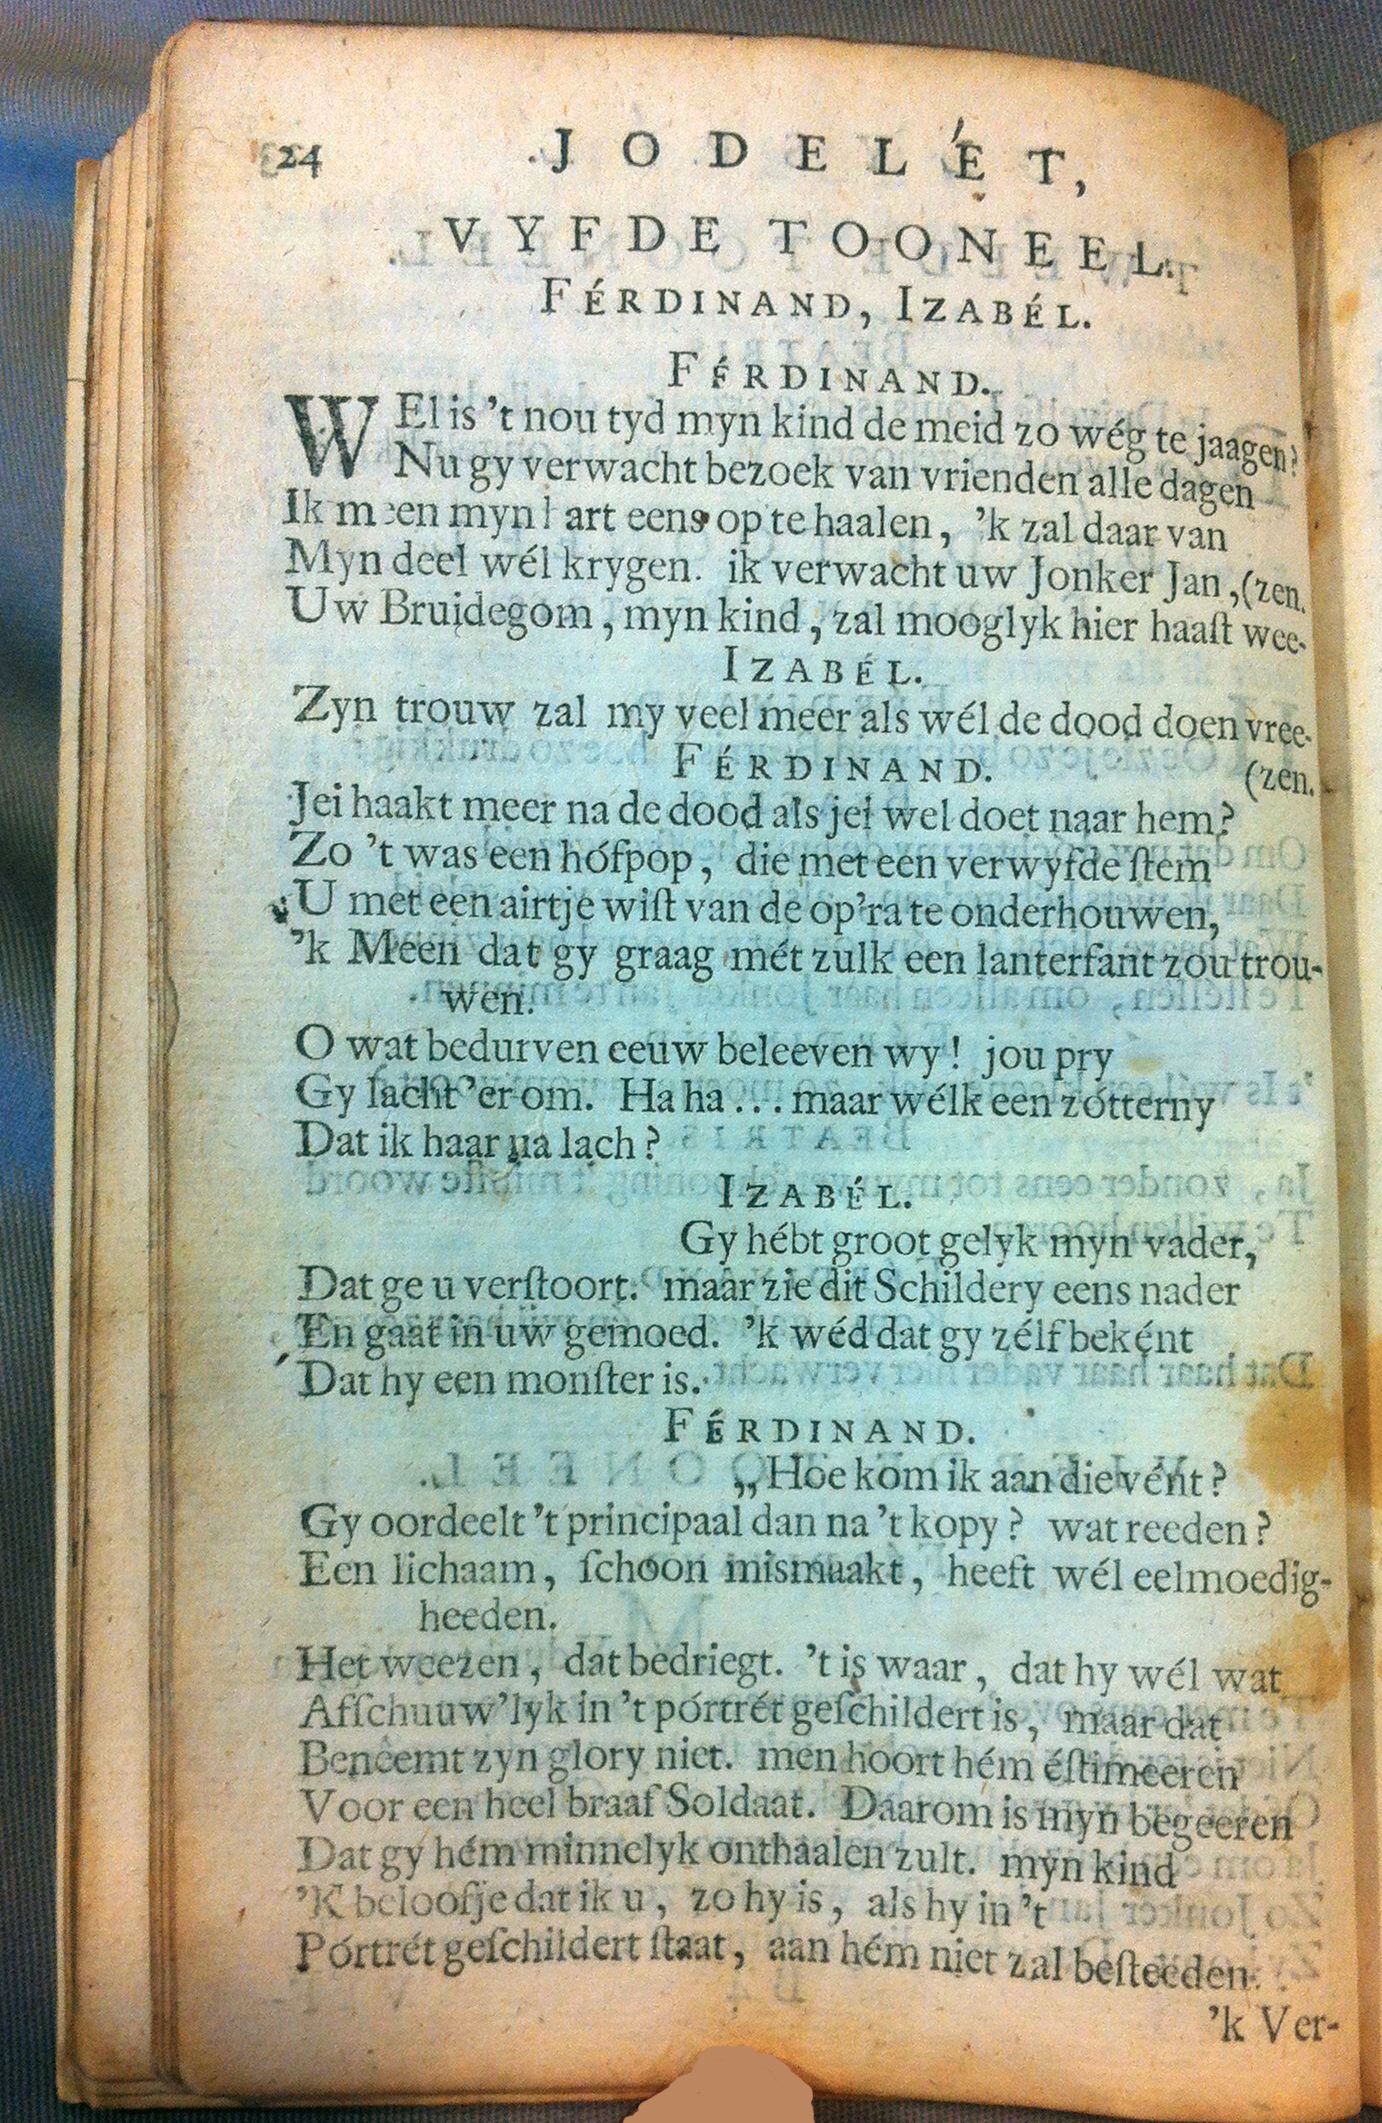 24 JODELÉT,
VYFDE TOONEEL.
FÉRDINAND, IZABÉL.
FÉRDINAND.
WEl is 't nou tyd myn kind de meid zo wég te jaagen?
Nu gy verwacht bezoek van vrienden alle dagen
Ik meen myn hart eens op te haalen, 'k zal daar van
Myn deel wél krygen. ik verwacht uw Jonker Jan, (zen.
Uw Bruidegom, myn kind, zal mooglyk hier haaſt wee-
IZABÉL.
Zyn trouw zal my veel meer als wél de dood doen vree-
FÉRDINAND. (zen.
Jei haakt meer na de dood als jei wel doet naar hem?
Zo 't was een hófpop, die met een verwyfde ſtem
U met een airtje wiſt van de op'ra te onderhouwen,
'k Meen dat gy graag mét zulk een lanterfant zou trou-
wen.
O wat bedurven eeuw beleeven wy! jou pry
Gy lacht 'er om. Ha ha... maar wélk een zótterny
Dat ik haar na lach?
IZABÉL.
Gy hébt groot gelyk myn vader,
Dat ge u verſtoort. maar zie dit Schildery eens nader
En gaat in uw gemoed. 'k wéd dat gy zélf beként
Dat hy een monſter is.
FÉRDINAND.
„Hoe kom ik aan die vént?
Gy oordeelt 't principaal dan na 't kopy? wat reeden?
Een lichaam, ſchoon mismaakt, heeft wél eelmoedig-
heeden.
Het weezen, dat bedriegt. 't is waar, dat hy wél wat
Afſchuuw'lyk in 't pórtrét geſchildert is, maar dat
Beneemt zyn glory niet. men hoort hém éſtimeeren
Voor een heel braaf Soldaat. Daarom is myn begeeren
Dat gy hém minnelyk onthaalen zult. myn kind
'K beloofje dat ik u, zo hy is, als hy in 't
Pórtrét geſchildert ſtaat, aan hém niet zal beſteeden.
'k Ver-